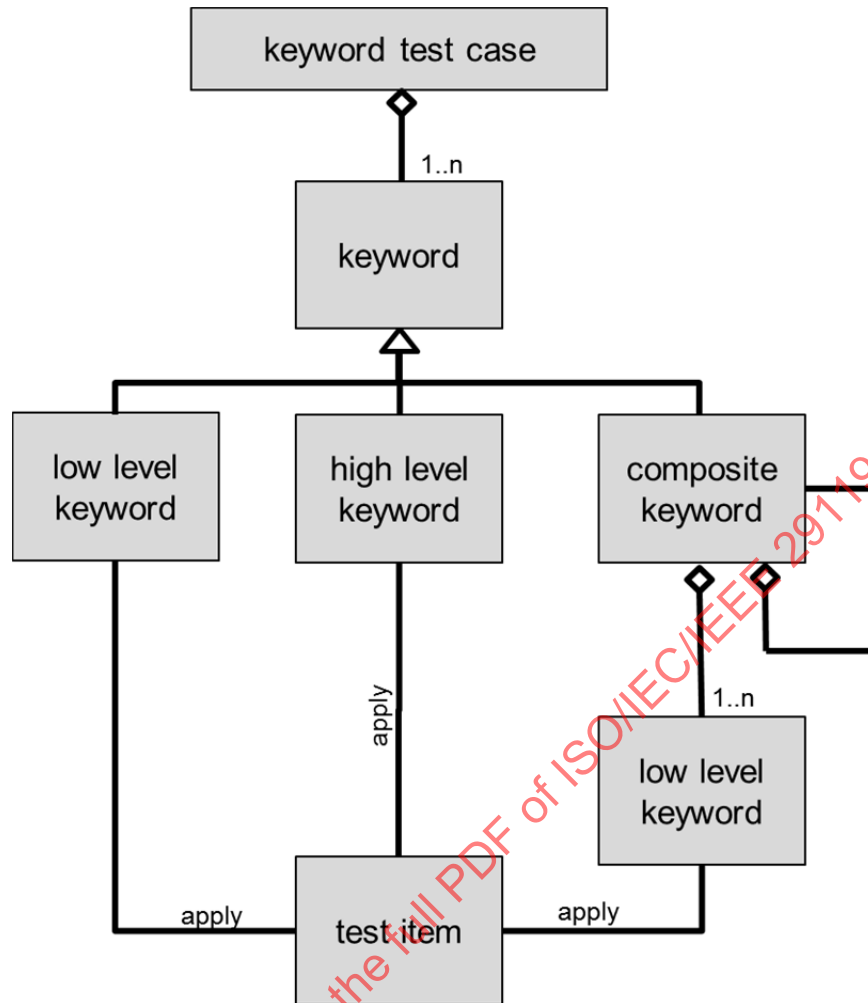 keyword test case
1..n
keyword
low level
keyword
high level
keyword
composite
keyword
apply
1..n
low level
keyword
apply
test item
apply
the full PDF of ISO/IEC/IEEE 29119